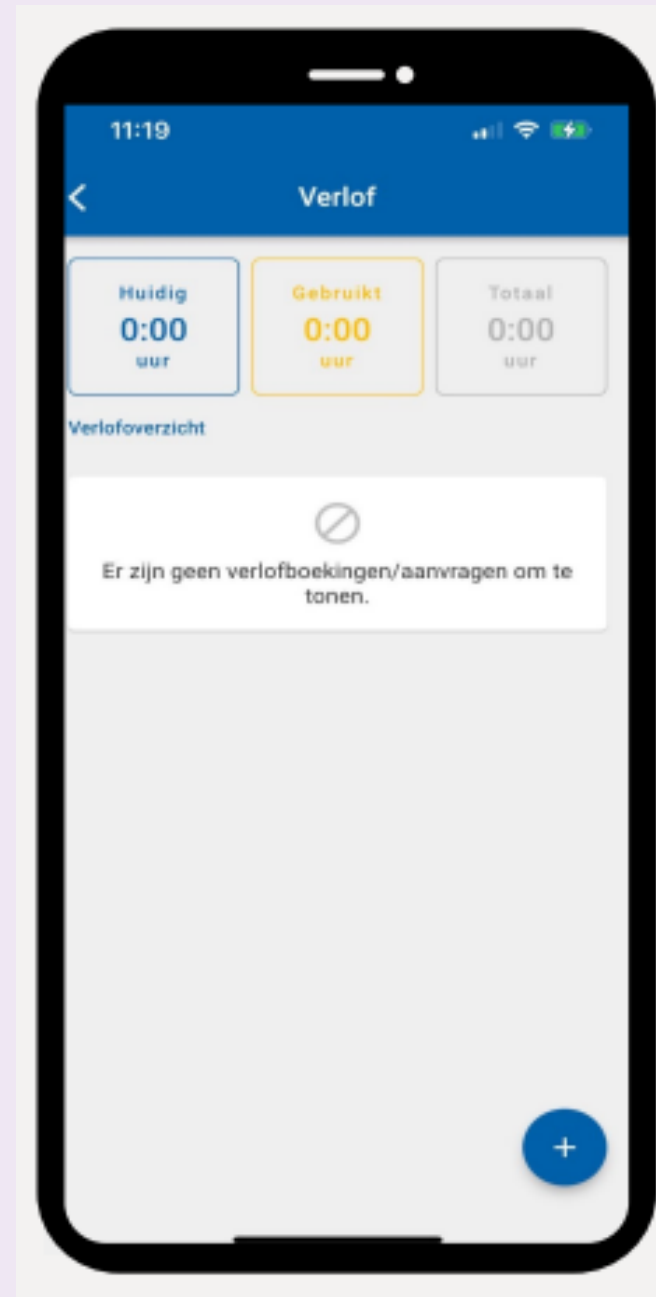 11:19
Verlof
Huidig
0:00
uur
Gebruikt
0:00
uur
Totaal
0:00
uur
Verlofoverzicht
Er zijn geen verlofboekingen/aanvragen om te
tonen.
+